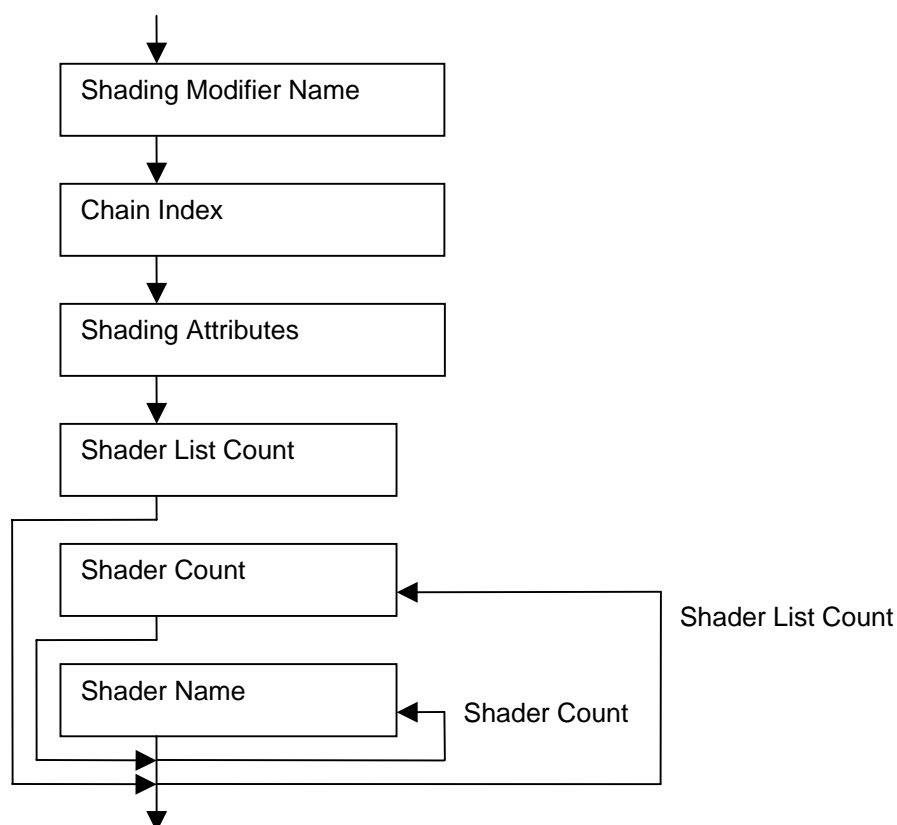 Shading Modifier Name
Chain Index
Shading Attributes
Shader List Count
Shader Count
Shader List Count
Shader Name
Shader Count